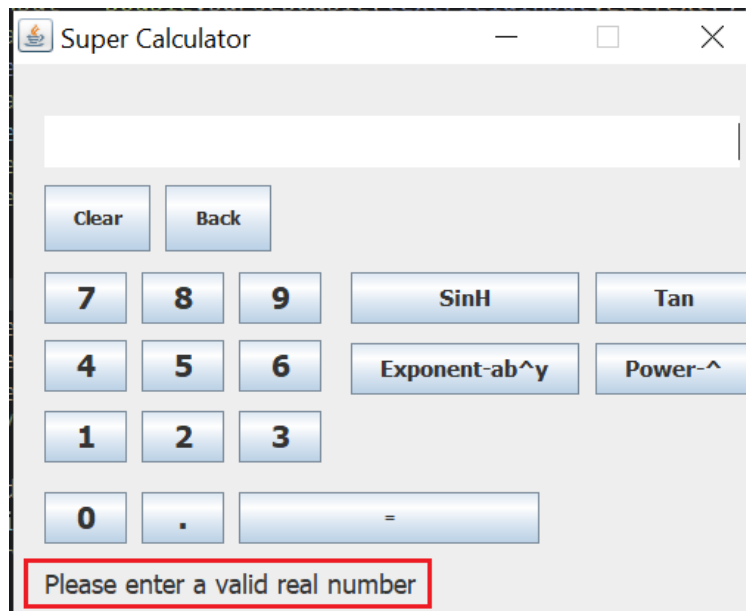 Super Calculator
Clear Back
7 8 9 SinH Tan
4 5 6 Exponent-ab^y Power-^
1 2 3
0 . =
Please enter a valid real number